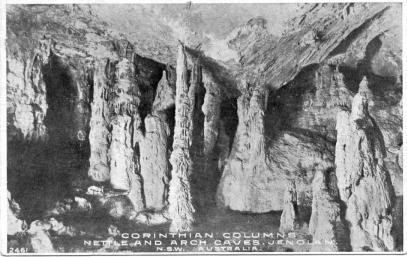 CORINTHIAN COLUMNS
NETTLE AND ARCH CAVES, JENOLAN.
N.S.W. AUSTRALIA.
2461